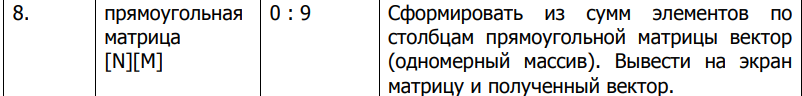 8. прямоугольная 0 : 9 Сформировать из сумм элементов по
матрица столбцам прямоугольной матрицы вектор
[N][M] (одномерный массив). Вывести на экран
матрицу и полученный вектор.